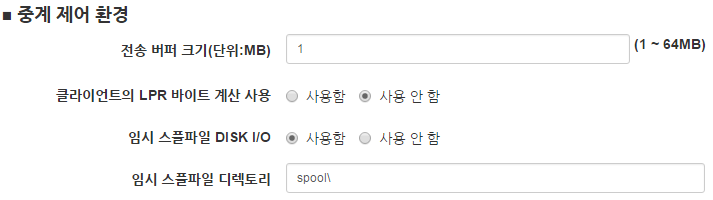 ■ 중계 제어 환경
전송 버퍼 크기(단위:MB) 1 (1 ~ 64MB)
클라이언트의 LPR 바이트 계산 사용 사용함 사용 안 함
임시 스플파일 DISK I/O 사용함 사용 안 함
임시 스플파일 디렉토리 spool\